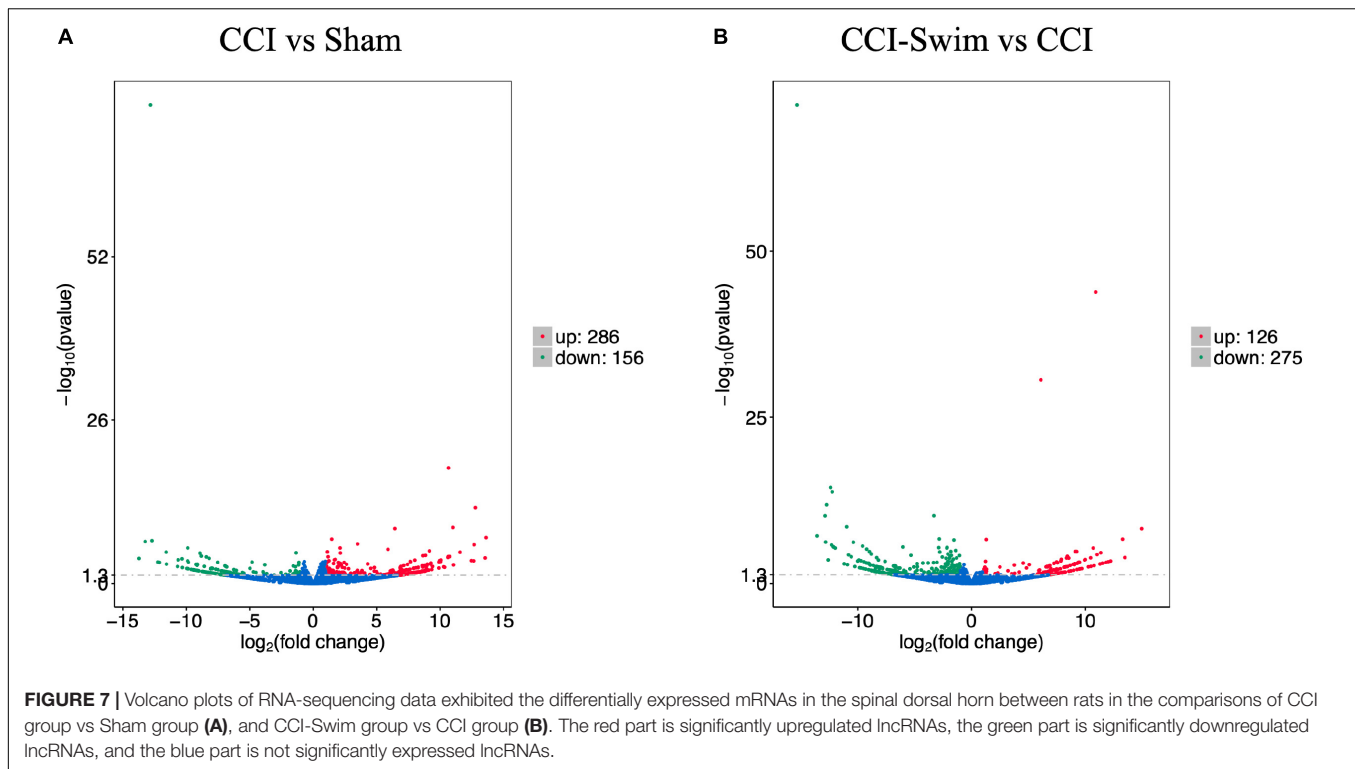 A
CCI vs Sham
52
26
1.3
0
−log₁₀(pvalue)
−15 −10 −5 0 5 10 15
log₂(fold change)
up: 286
down: 156
B
CCI-Swim vs CCI
50
25
1.3
0
−log₁₀(pvalue)
−10 0 10
log₂(fold change)
up: 126
down: 275
FIGURE 7 | Volcano plots of RNA-sequencing data exhibited the differentially expressed mRNAs in the spinal dorsal horn between rats in the comparisons of CCI
group vs Sham group (A), and CCI-Swim group vs CCI group (B). The red part is significantly upregulated lncRNAs, the green part is significantly downregulated
lncRNAs, and the blue part is not significantly expressed lncRNAs.